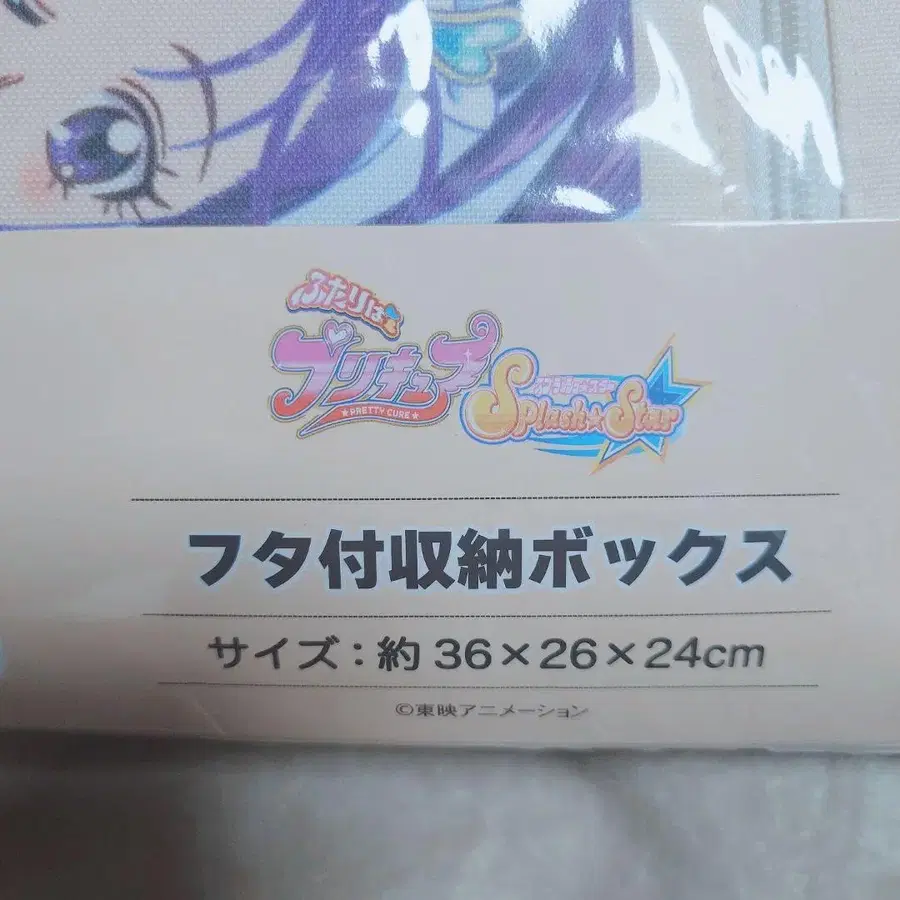 ふたりは
プリキュア
★PRETTY CURE★
Splash☆Star
フタ付収納ボックス
サイズ：約 36×26×24cm
©東映アニメーション